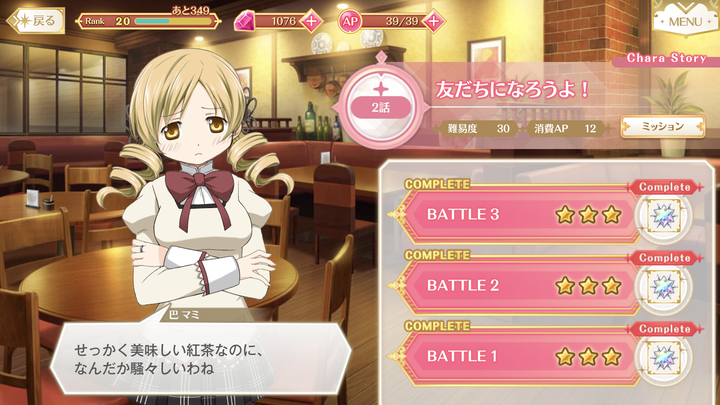 戻る
Rank 20
あと349
1076
AP
39/39
MENU
Chara Story
2話
友だちになろうよ！
難易度 30 消費AP 12
ミッション
COMPLETE
Complete
BATTLE 3
COMPLETE
Complete
BATTLE 2
COMPLETE
Complete
BATTLE 1
巴 マミ
せっかく美味しい紅茶なのに、
なんだか騒々しいわね